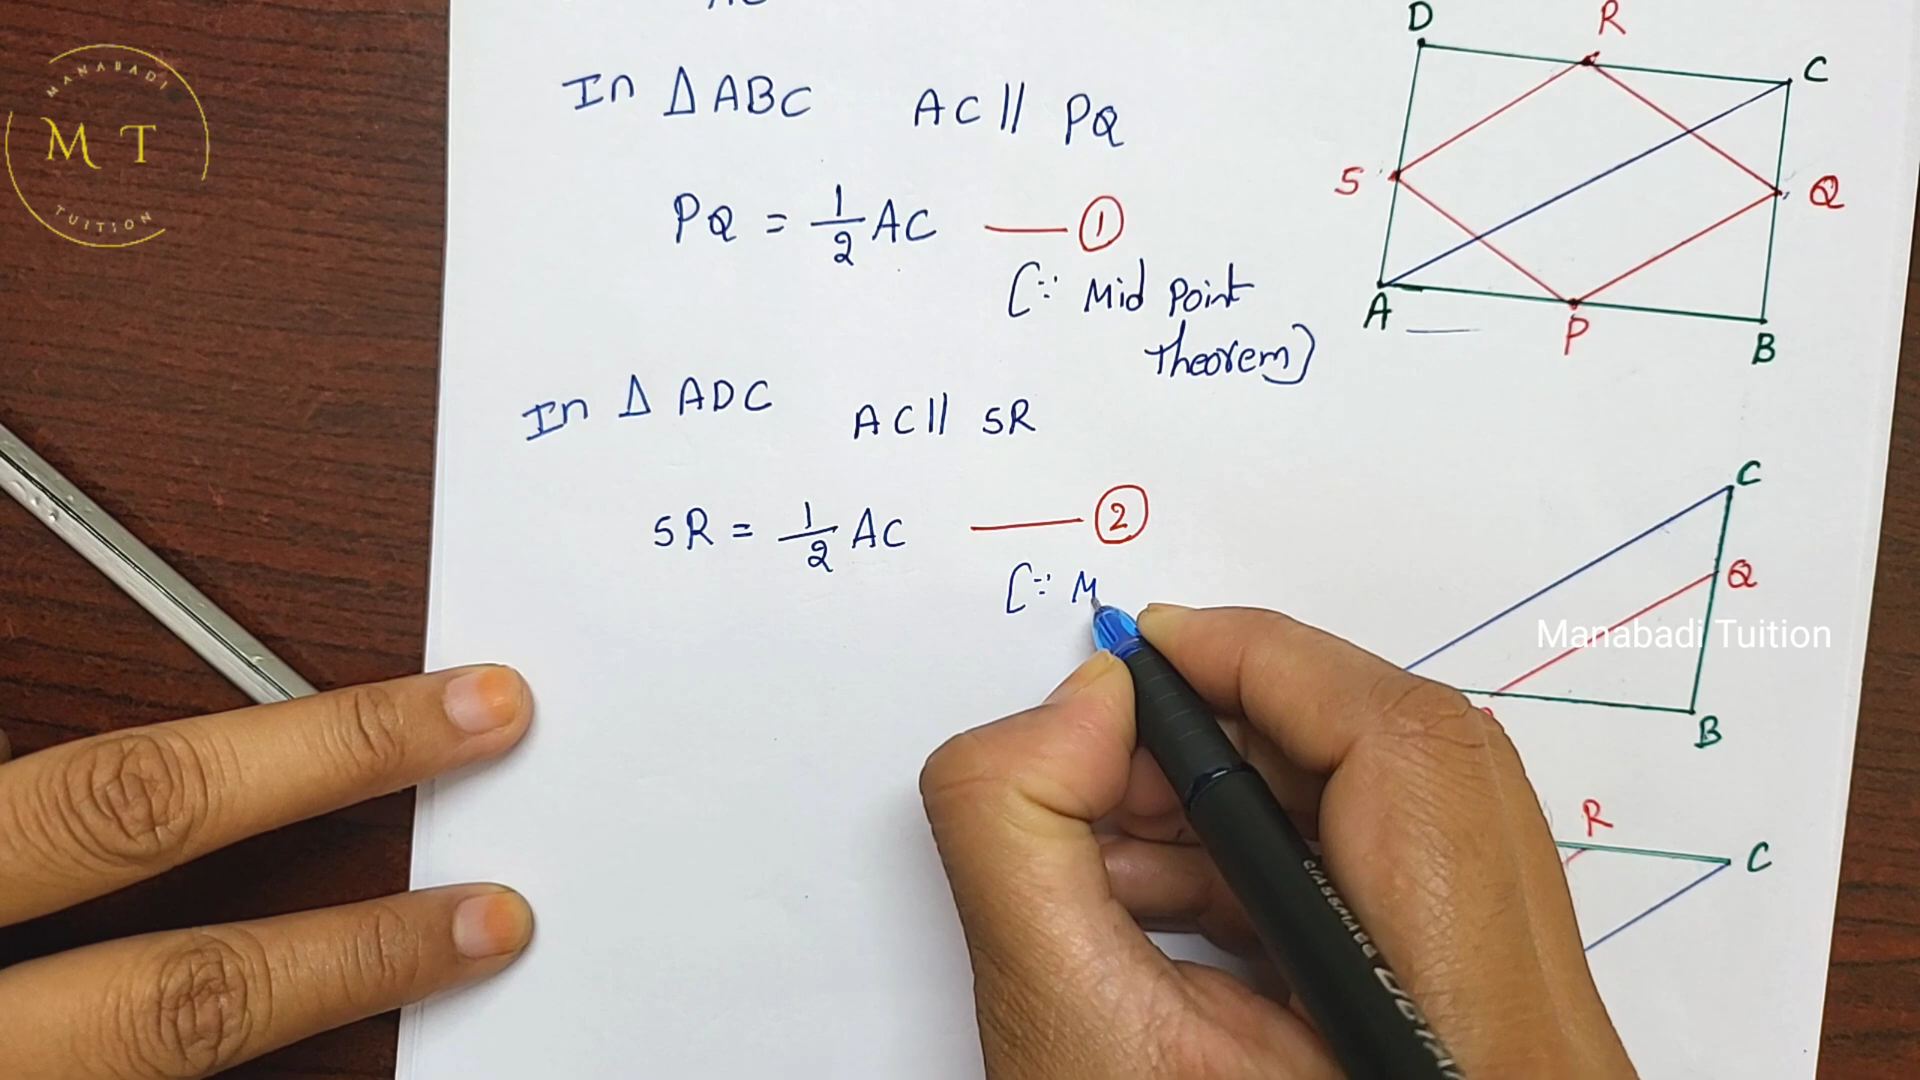 MANABADI
M T
TUITION
In Δ ABC AC || PQ
PQ = 1/2 AC —— ①
[∵ Mid Point
theorem]
In Δ ADC AC || SR
SR = 1/2 AC —— ②
[∵ M
D R C
S Q
A P B
C
Q
Manabadi Tuition
B
R C
CLASSMATE